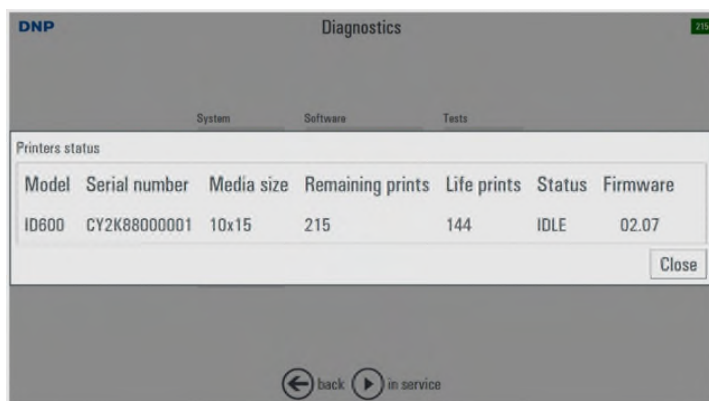 DNP Diagnostics 215
System Software Tests
Printers status
Model Serial number Media size Remaining prints Life prints Status Firmware
ID600 CY2K88000001 10x15 215 144 IDLE 02.07
Close
back in service